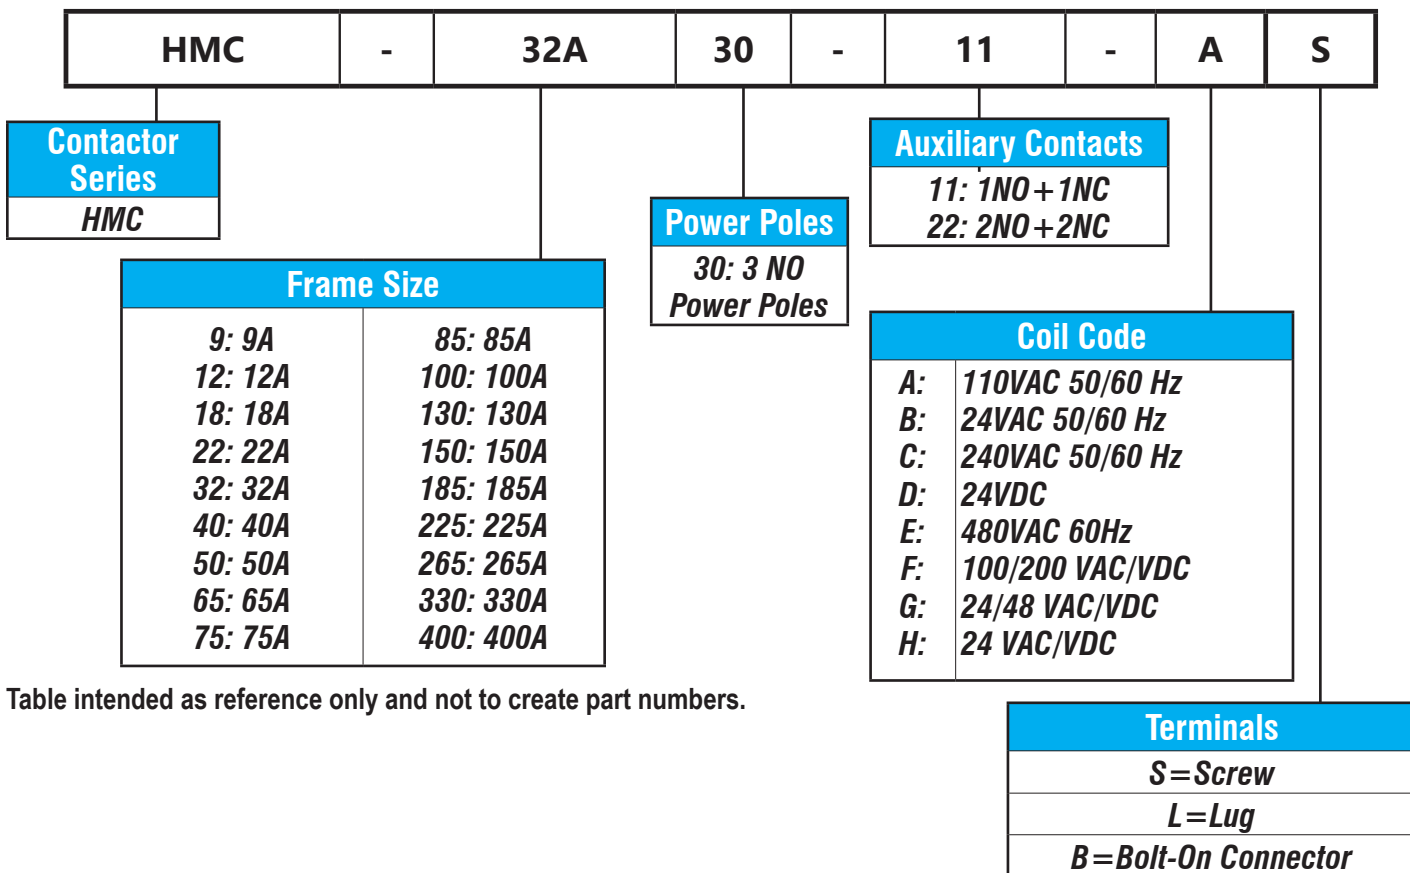 HMC - 32A 30 - 11 - A S
Contactor
Series
HMC
Frame Size
9: 9A 85: 85A
12: 12A 100: 100A
18: 18A 130: 130A
22: 22A 150: 150A
32: 32A 185: 185A
40: 40A 225: 225A
50: 50A 265: 265A
65: 65A 330: 330A
75: 75A 400: 400A
Power Poles
30: 3 NO
Power Poles
Auxiliary Contacts
11: 1NO+1NC
22: 2NO+2NC
Coil Code
A: 110VAC 50/60 Hz
B: 24VAC 50/60 Hz
C: 240VAC 50/60 Hz
D: 24VDC
E: 480VAC 60Hz
F: 100/200 VAC/VDC
G: 24/48 VAC/VDC
H: 24 VAC/VDC
Table intended as reference only and not to create part numbers.
Terminals
S=Screw
L=Lug
B=Bolt-On Connector